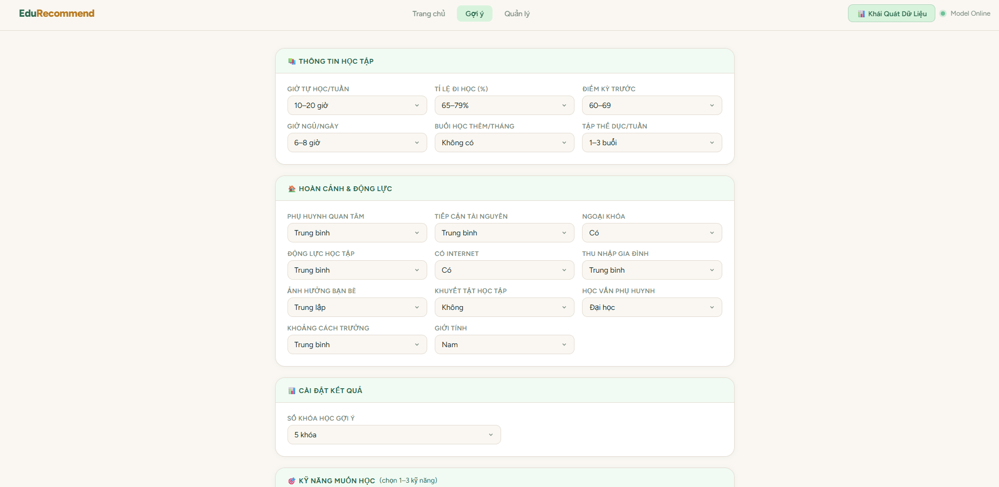 EduRecommend
Trang chủ
Gợi ý
Quản lý
Khái Quát Dữ Liệu
Model Online
THÔNG TIN HỌC TẬP
GIỜ TỰ HỌC/TUẦN
TỈ LỆ ĐI HỌC (%)
ĐIỂM KỲ TRƯỚC
10–20 giờ
65–79%
60–69
GIỜ NGỦ/NGÀY
BUỔI HỌC THÊM/THÁNG
TẬP THỂ DỤC/TUẦN
6–8 giờ
Không có
1–3 buổi
HOÀN CẢNH & ĐỘNG LỰC
PHỤ HUYNH QUAN TÂM
TIẾP CẬN TÀI NGUYÊN
NGOẠI KHÓA
Trung bình
Trung bình
Có
ĐỘNG LỰC HỌC TẬP
CÓ INTERNET
THU NHẬP GIA ĐÌNH
Trung bình
Có
Trung bình
ẢNH HƯỞNG BẠN BÈ
KHUYẾT TẬT HỌC TẬP
HỌC VẤN PHỤ HUYNH
Trung lập
Không
Đại học
KHOẢNG CÁCH TRƯỜNG
GIỚI TÍNH
Trung bình
Nam
CÀI ĐẶT KẾT QUẢ
SỐ KHÓA HỌC GỢI Ý
5 khóa
KỸ NĂNG MUỐN HỌC (chọn 1–3 kỹ năng)